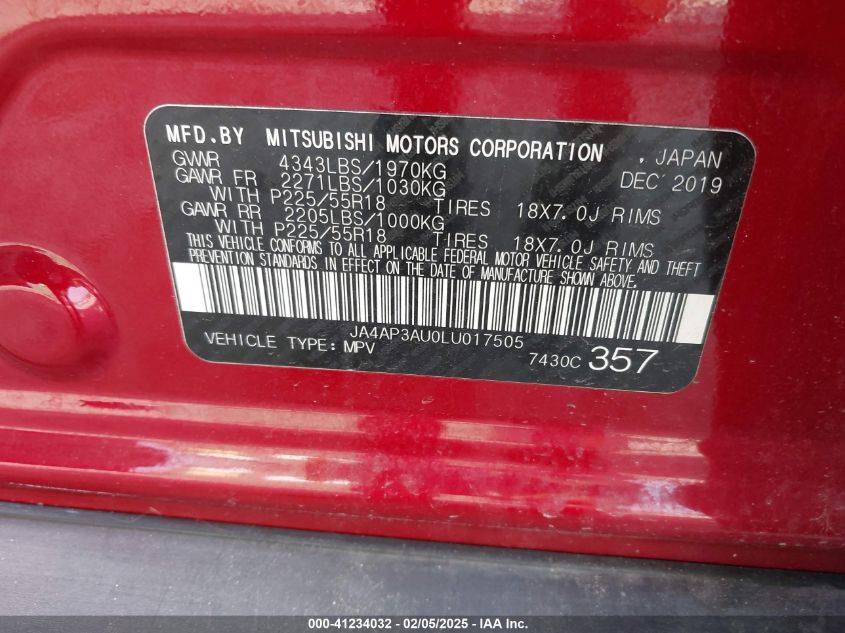 MFD.BY MITSUBISHI MOTORS CORPORATION , JAPAN
GVWR 4343LBS/1970KG DEC 2019
GAWR FR 2271LBS/1030KG
WITH P225/55R18 TIRES 18X7.0J RIMS
GAWR RR 2205LBS/1000KG
WITH P225/55R18 TIRES 18X7.0J RIMS
THIS VEHICLE CONFORMS TO ALL APPLICABLE FEDERAL MOTOR VEHICLE SAFETY AND THEFT
PREVENTION STANDARDS IN EFFECT ON THE DATE OF MANUFACTURE SHOWN ABOVE.
JA4AP3AU0LU017505
VEHICLE TYPE: MPV 7430C 357
000-41234032 — 02/05/2025 — IAAI.com